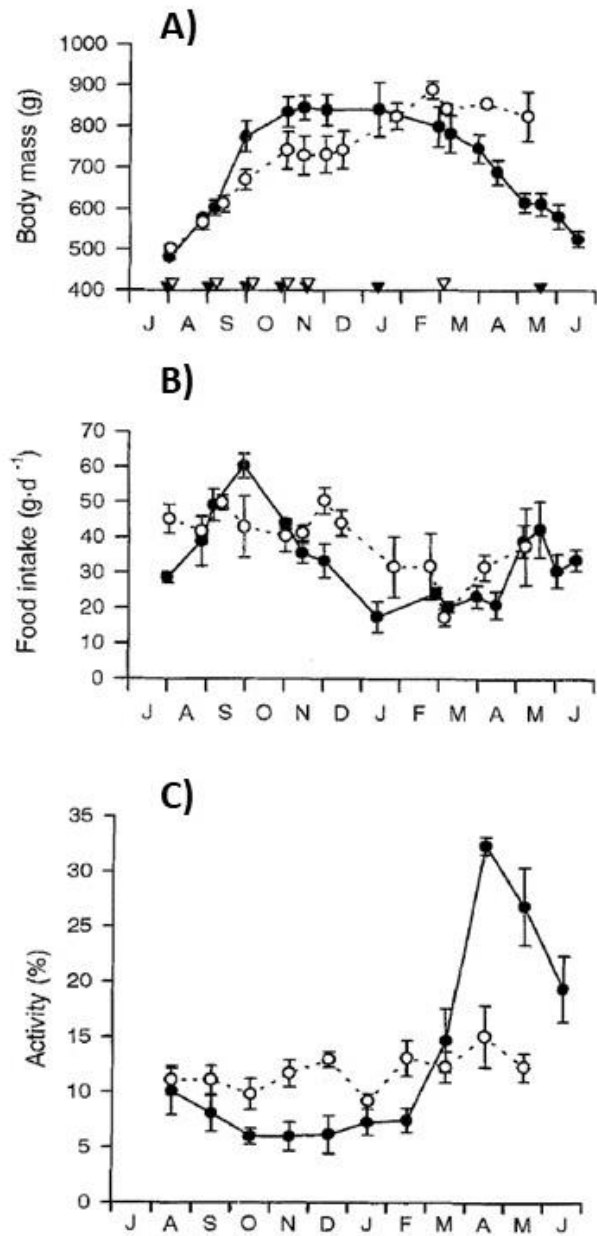 A)
Body mass (g)
1000
900
800
700
600
500
400
J A S O N D J F M A M J
B)
Food intake (g·d⁻¹)
70
60
50
40
30
20
10
0
J A S O N D J F M A M J
C)
Activity (%)
35
30
25
20
15
10
5
0
J A S O N D J F M A M J